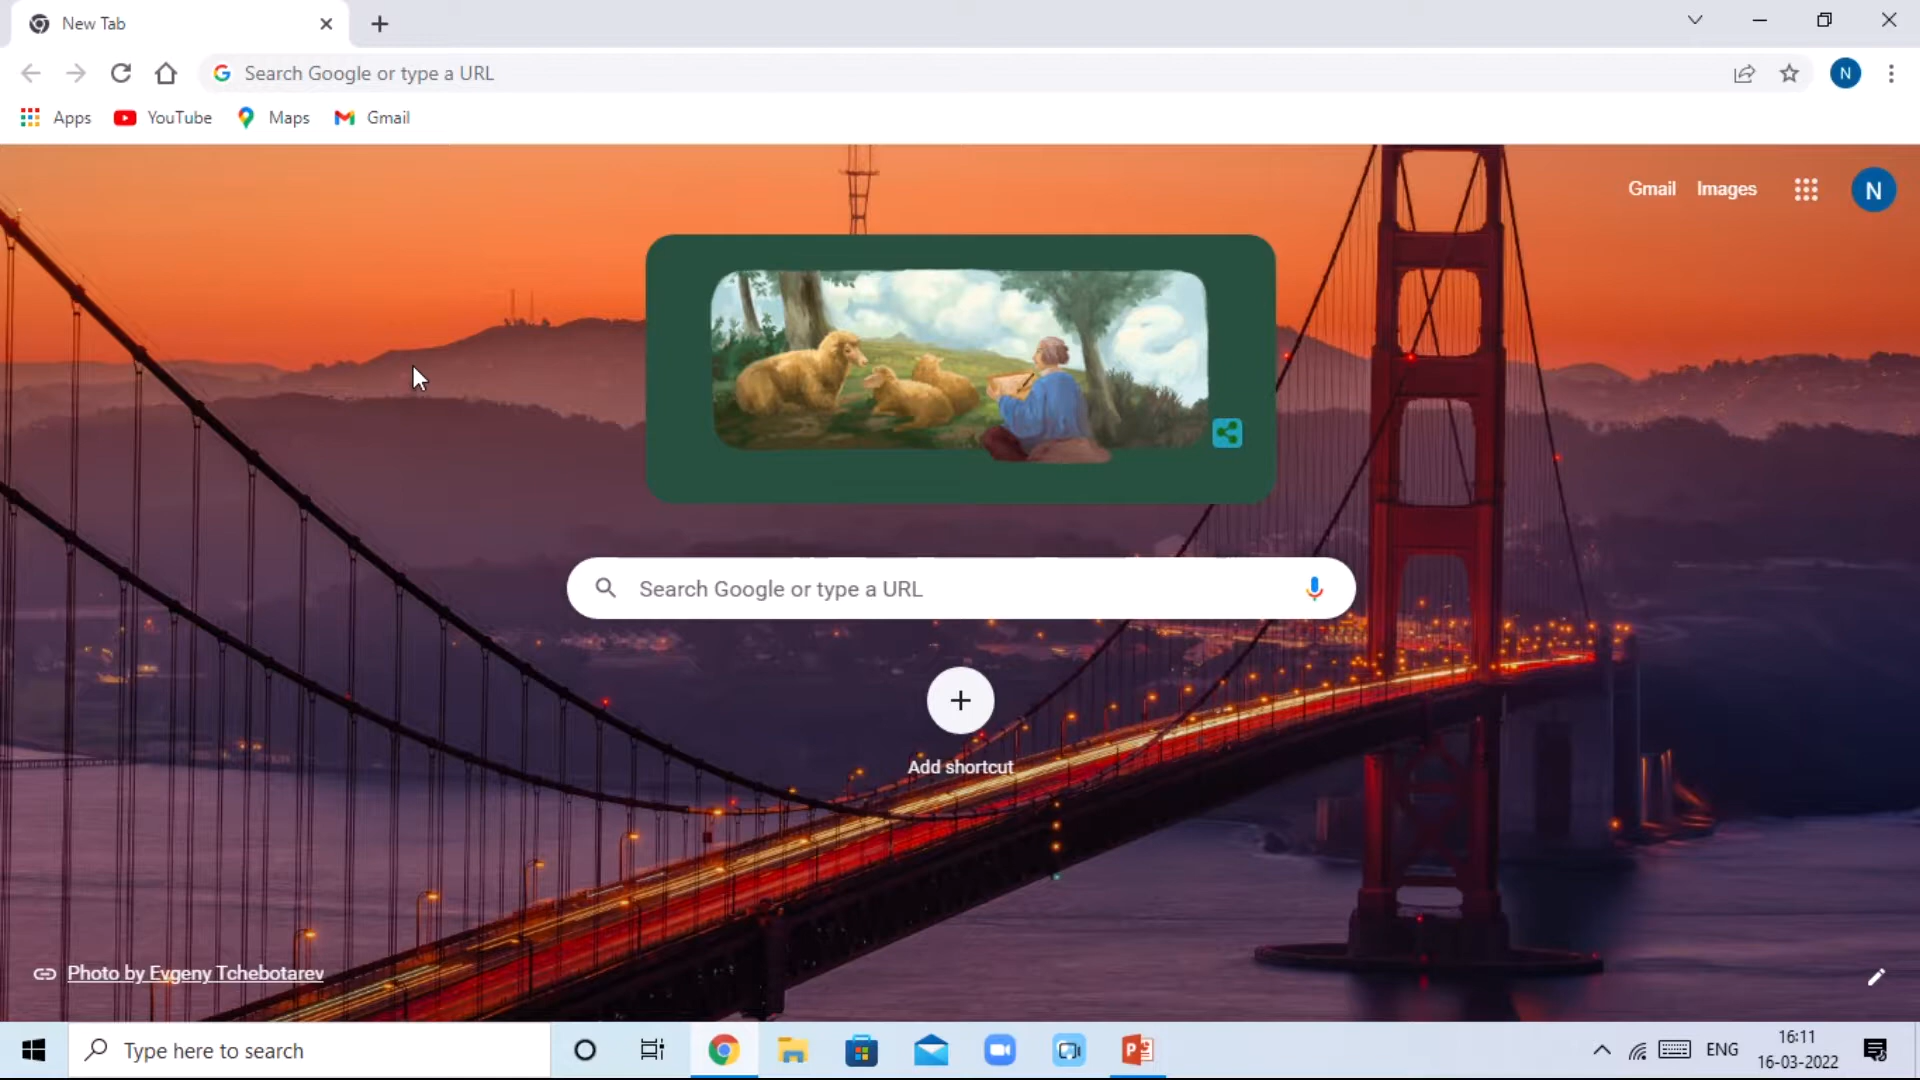 New Tab
Search Google or type a URL
N
Apps
YouTube
Maps
Gmail
Gmail
Images
N
Search Google or type a URL
Add shortcut
Photo by Evgeny Tchebotarev
Type here to search
ENG
16:11
16-03-2022